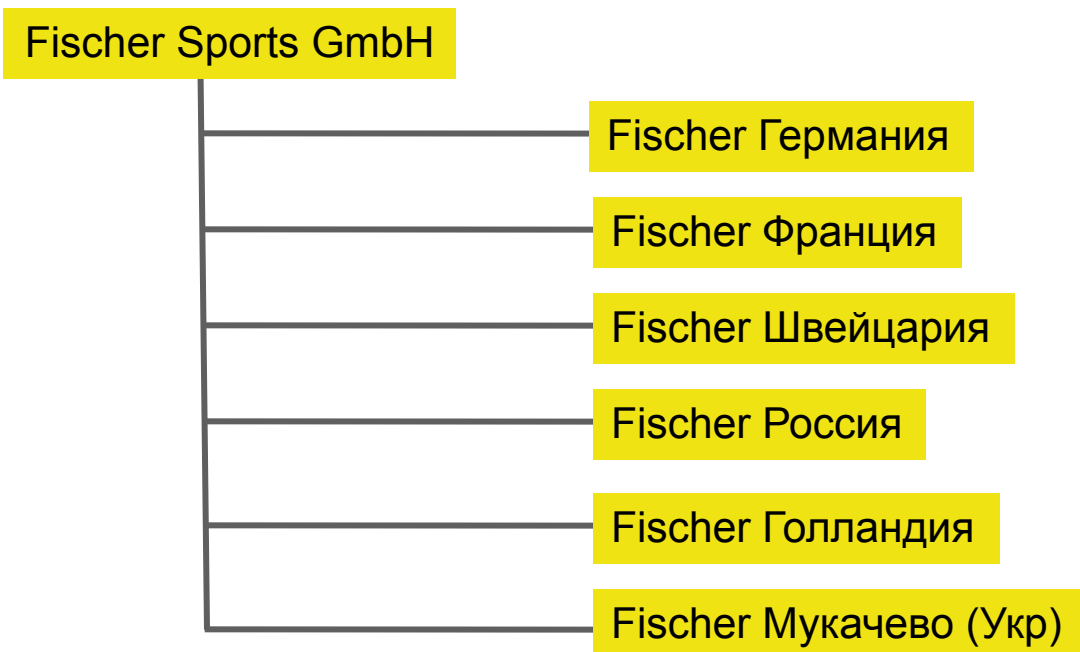 Fischer Sports GmbH
Fischer Германия
Fischer Франция
Fischer Швейцария
Fischer Россия
Fischer Голландия
Fischer Мукачево (Укр)